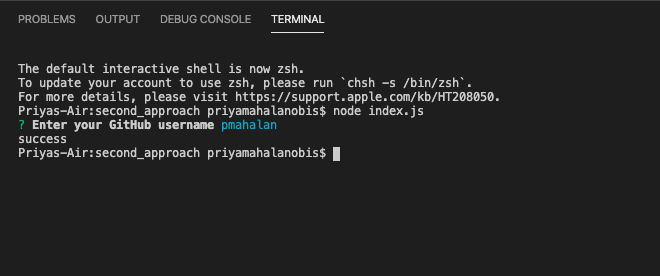 PROBLEMS OUTPUT DEBUG CONSOLE TERMINAL
The default interactive shell is now zsh.
To update your account to use zsh, please run `chsh -s /bin/zsh`.
For more details, please visit https://support.apple.com/kb/HT208050.
Priyas-Air:second_approach priyamahalanobis$ node index.js
? Enter your GitHub username pmahalan
success
Priyas-Air:second_approach priyamahalanobis$